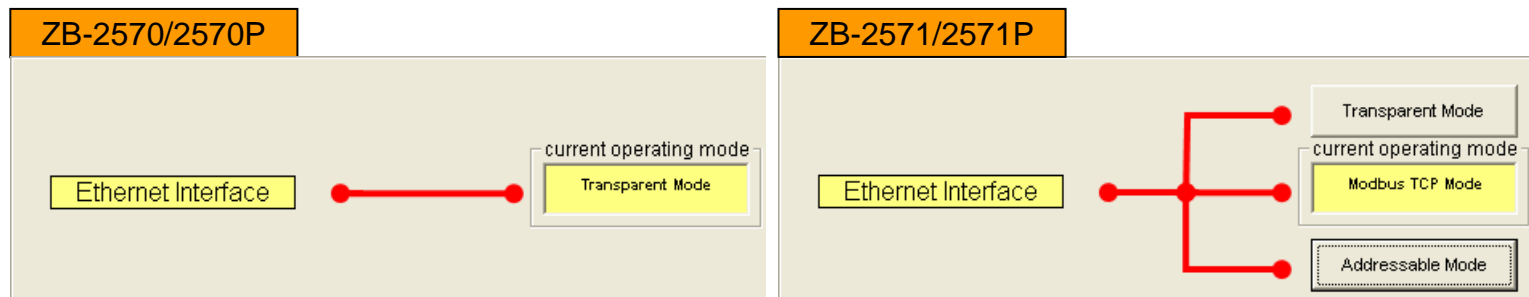 ZB-2570/2570P
Ethernet Interface
current operating mode
Transparent Mode
ZB-2571/2571P
Ethernet Interface
Transparent Mode
current operating mode
Modbus TCP Mode
Addressable Mode